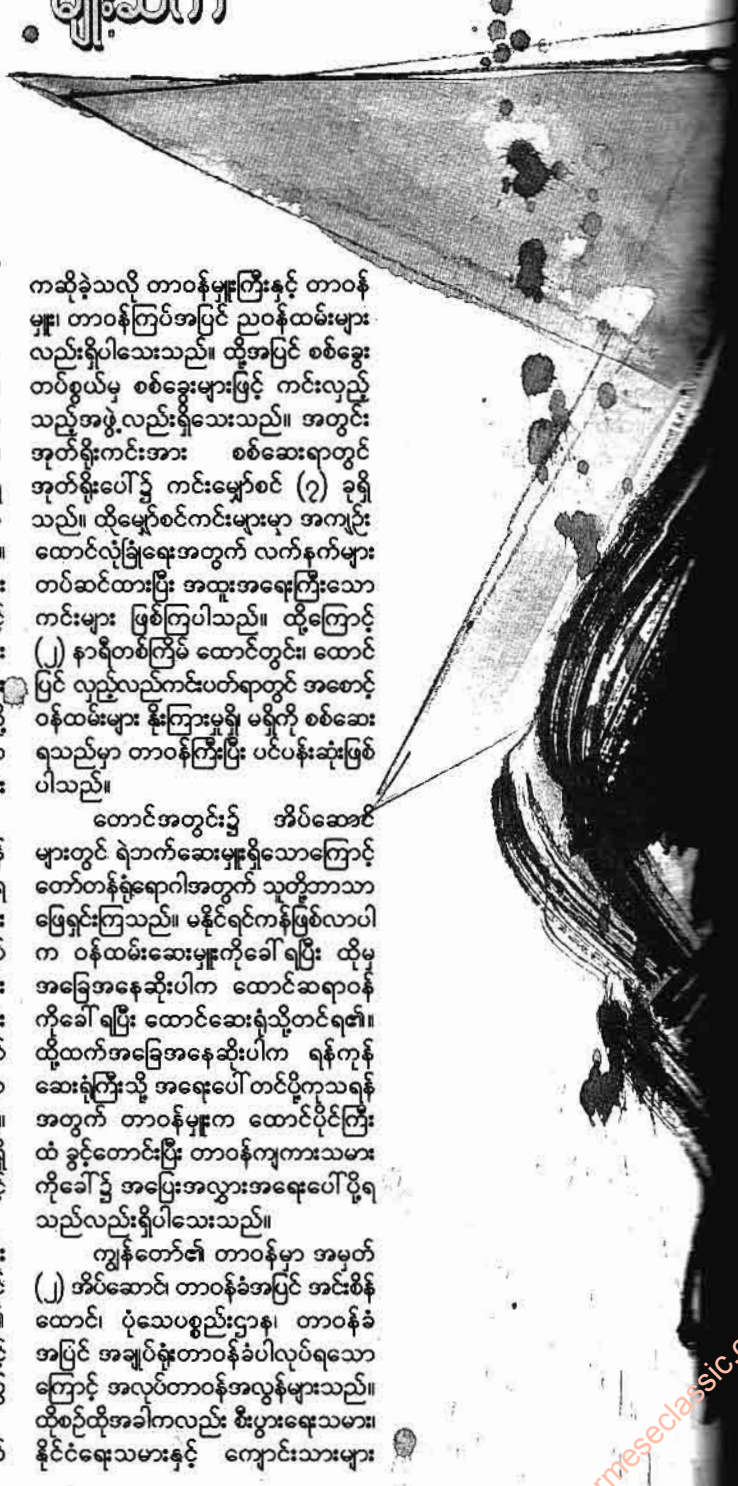 မျိုးဆက်
ကဆိုခဲ့သလို တာဝန်မှူးကြီးနှင့် တာဝန်
မှူး၊ တာဝန်ကြပ်အပြင် ညဝန်ထမ်းများ
လည်းရှိပါသေးသည်။ ထို့အပြင် စစ်ခွေး
တပ်စွယ်မှ စစ်ခွေးများဖြင့် ကင်းလှည့်
သည့်အဖွဲ့လည်းရှိသေးသည်။ အတွင်း
အုတ်ရိုးကင်းအား စစ်ဆေးရာတွင်
အုတ်ရိုးပေါ်၌ ကင်းမျှော်စင် (၇) ခုရှိ
သည်။ ထိုမျှော်စင်ကင်းများမှာ အကျဉ်း
ထောင်လုံခြုံရေးအတွက် လက်နက်များ
တပ်ဆင်ထားပြီး အထူးအရေးကြီးသော
ကင်းများ ဖြစ်ကြပါသည်။ ထို့ကြောင့်
(၂) နာရီတစ်ကြိမ် ထောင်တွင်း၊ ထောင်
ပြင် လှည့်လည်ကင်းပတ်ရာတွင် အစောင့်
ဝန်ထမ်းများ နိုးကြားမှုရှိ၊ မရှိကို စစ်ဆေး
ရသည်မှာ တာဝန်ကြီးပြီး ပင်ပန်းဆုံးဖြစ်
ပါသည်။
တောင်အတွင်း၌ အိပ်ဆောင်
များတွင် ရဲဘက်ဆေးမှူးရှိသောကြောင့်
တော်တန်ရုံရောဂါအတွက် သူတို့ဘာသာ
ဖြေရှင်းကြသည်။ မနိုင်ရင်ကန်ဖြစ်လာပါ
က ဝန်ထမ်းဆေးမှူးကိုခေါ်ရပြီး ထိုမှ
အခြေအနေဆိုးပါက ထောင်ဆရာဝန်
ကိုခေါ်ရပြီး ထောင်ဆေးရုံသို့တင်ရ၏။
ထို့ထက်အခြေအနေဆိုးပါက ရန်ကုန်
ဆေးရုံကြီးသို့ အရေးပေါ်တင်ပို့ကုသရန်
အတွက် တာဝန်မှူးက ထောင်ပိုင်ကြီး
ထံ ခွင့်တောင်းပြီး တာဝန်ကျကားသမား
ကိုခေါ်၌ အပြေးအလွှားအရေးပေါ်ပို့ရ
သည်လည်းရှိပါသေးသည်။
ကျွန်တော်၏ တာဝန်မှာ အမှတ်
(၂) အိပ်ဆောင်၊ တာဝန်ခံအပြင် အင်းစိန်
ထောင်၊ ပုံသေပစ္စည်းဌာန၊ တာဝန်ခံ
အပြင် အချုပ်ရုံးတာဝန်ခံပါလုပ်ရသော
ကြောင့် အလုပ်တာဝန်အလွန်များသည်။
ထိုစဉ်ထိုအခါကလည်း စီးပွားရေးသမား၊
နိုင်ငံရေးသမားနှင့် ကျောင်းသားများ